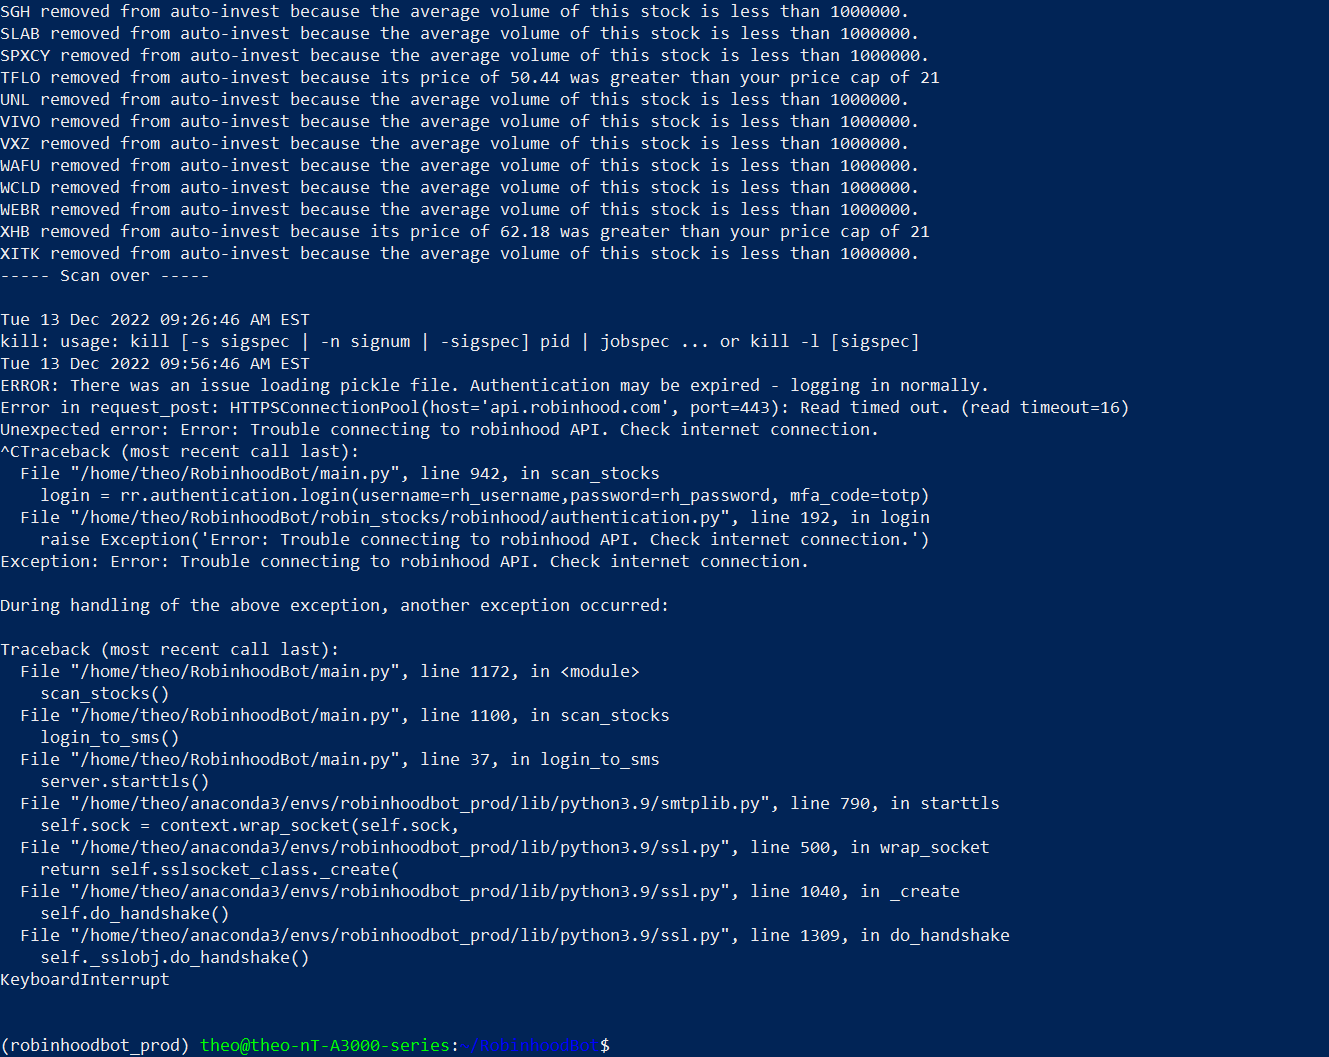 SGH removed from auto-invest because the average volume of this stock is less than 1000000.
SLAB removed from auto-invest because the average volume of this stock is less than 1000000.
SPXCY removed from auto-invest because the average volume of this stock is less than 1000000.
TFLO removed from auto-invest because its price of 50.44 was greater than your price cap of 21
UNL removed from auto-invest because the average volume of this stock is less than 1000000.
VIVO removed from auto-invest because the average volume of this stock is less than 1000000.
VXZ removed from auto-invest because the average volume of this stock is less than 1000000.
WAFU removed from auto-invest because the average volume of this stock is less than 1000000.
WCLD removed from auto-invest because the average volume of this stock is less than 1000000.
WEBR removed from auto-invest because the average volume of this stock is less than 1000000.
XHB removed from auto-invest because its price of 62.18 was greater than your price cap of 21
XITK removed from auto-invest because the average volume of this stock is less than 1000000.
----- Scan over -----
Tue 13 Dec 2022 09:26:46 AM EST
kill: usage: kill [-s sigspec | -n signum | -sigspec] pid | jobspec ... or kill -l [sigspec]
Tue 13 Dec 2022 09:56:46 AM EST
ERROR: There was an issue loading pickle file. Authentication may be expired - logging in normally.
Error in request_post: HTTPSConnectionPool(host='api.robinhood.com', port=443): Read timed out. (read timeout=16)
Unexpected error: Error: Trouble connecting to robinhood API. Check internet connection.
^CTraceback (most recent call last):
  File "/home/theo/RobinhoodBot/main.py", line 942, in scan_stocks
    login = rr.authentication.login(username=rh_username,password=rh_password, mfa_code=totp)
  File "/home/theo/RobinhoodBot/robin_stocks/robinhood/authentication.py", line 192, in login
    raise Exception('Error: Trouble connecting to robinhood API. Check internet connection.')
Exception: Error: Trouble connecting to robinhood API. Check internet connection.
During handling of the above exception, another exception occurred:
Traceback (most recent call last):
  File "/home/theo/RobinhoodBot/main.py", line 1172, in <module>
    scan_stocks()
  File "/home/theo/RobinhoodBot/main.py", line 1100, in scan_stocks
    login_to_sms()
  File "/home/theo/RobinhoodBot/main.py", line 37, in login_to_sms
    server.starttls()
  File "/home/theo/anaconda3/envs/robinhoodbot_prod/lib/python3.9/smtplib.py", line 790, in starttls
    self.sock = context.wrap_socket(self.sock,
  File "/home/theo/anaconda3/envs/robinhoodbot_prod/lib/python3.9/ssl.py", line 500, in wrap_socket
    return self.sslsocket_class._create(
  File "/home/theo/anaconda3/envs/robinhoodbot_prod/lib/python3.9/ssl.py", line 1040, in _create
    self.do_handshake()
  File "/home/theo/anaconda3/envs/robinhoodbot_prod/lib/python3.9/ssl.py", line 1309, in do_handshake
    self._sslobj.do_handshake()
KeyboardInterrupt
(robinhoodbot_prod) theo@theo-nT-A3000-series:~/RobinhoodBot$